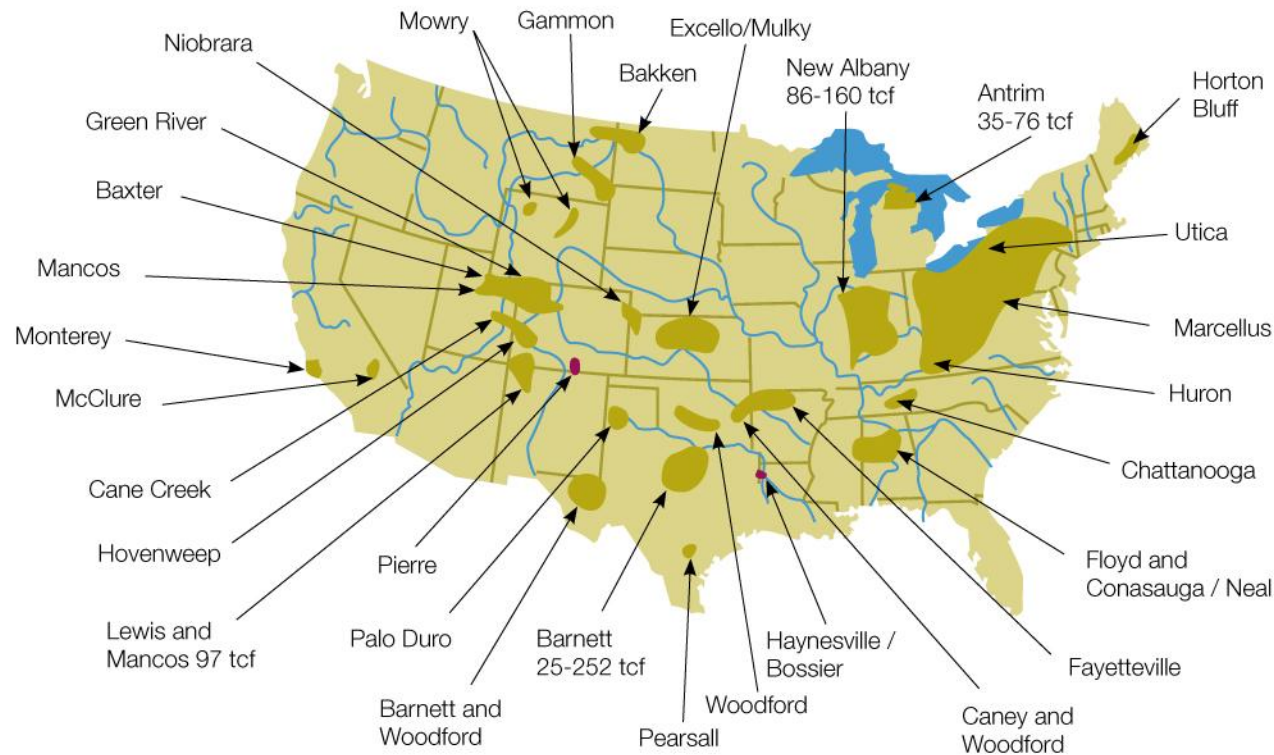 Mowry
Gammon
Excello/Mulky
Niobrara
Bakken
New Albany
86-160 tcf
Antrim
35-76 tcf
Horton
Bluff
Green River
Baxter
Mancos
Monterey
McClure
Utica
Marcellus
Huron
Chattanooga
Cane Creek
Hovenweep
Lewis and
Mancos 97 tcf
Pierre
Palo Duro
Barnett and
Woodford
Barnett
25-252 tcf
Pearsall
Woodford
Haynesville /
Bossier
Caney and
Woodford
Fayetteville
Floyd and
Conasauga / Neal